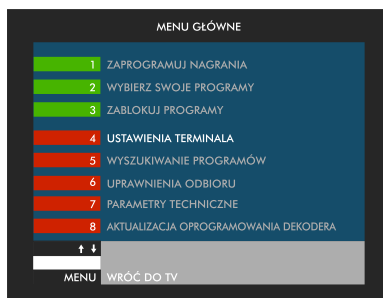 MENU GŁÓWNE
1 ZAPROGRAMUJ NAGRANIA
2 WYBIERZ SWOJE PROGRAMY
3 ZABLOKUJ PROGRAMY
4 USTAWIENIA TERMINALA
5 WYSZUKIWANIE PROGRAMÓW
6 UPRAWNIENIA ODBIORU
7 PARAMETRY TECHNICZNE
8 AKTUALIZACJA OPROGRAMOWANIA DEKODERA
MENU WRÓĆ DO TV